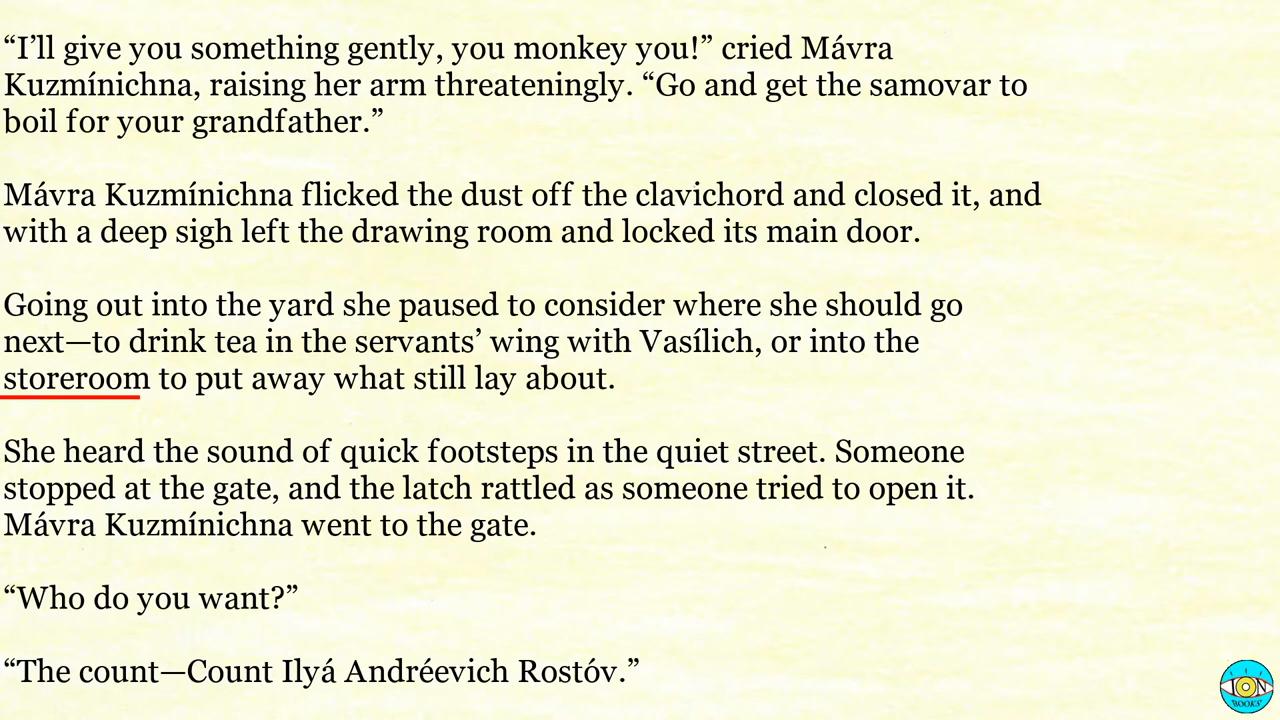 “I’ll give you something gently, you monkey you!” cried Mávra
Kuzmínichna, raising her arm threateningly. “Go and get the samovar to
boil for your grandfather.”
Mávra Kuzmínichna flicked the dust off the clavichord and closed it, and
with a deep sigh left the drawing room and locked its main door.
Going out into the yard she paused to consider where she should go
next—to drink tea in the servants’ wing with Vasílich, or into the
storeroom to put away what still lay about.
She heard the sound of quick footsteps in the quiet street. Someone
stopped at the gate, and the latch rattled as someone tried to open it.
Mávra Kuzmínichna went to the gate.
“Who do you want?”
“The count—Count Ilyá Andréevich Rostóv.”
ION
BOOKS